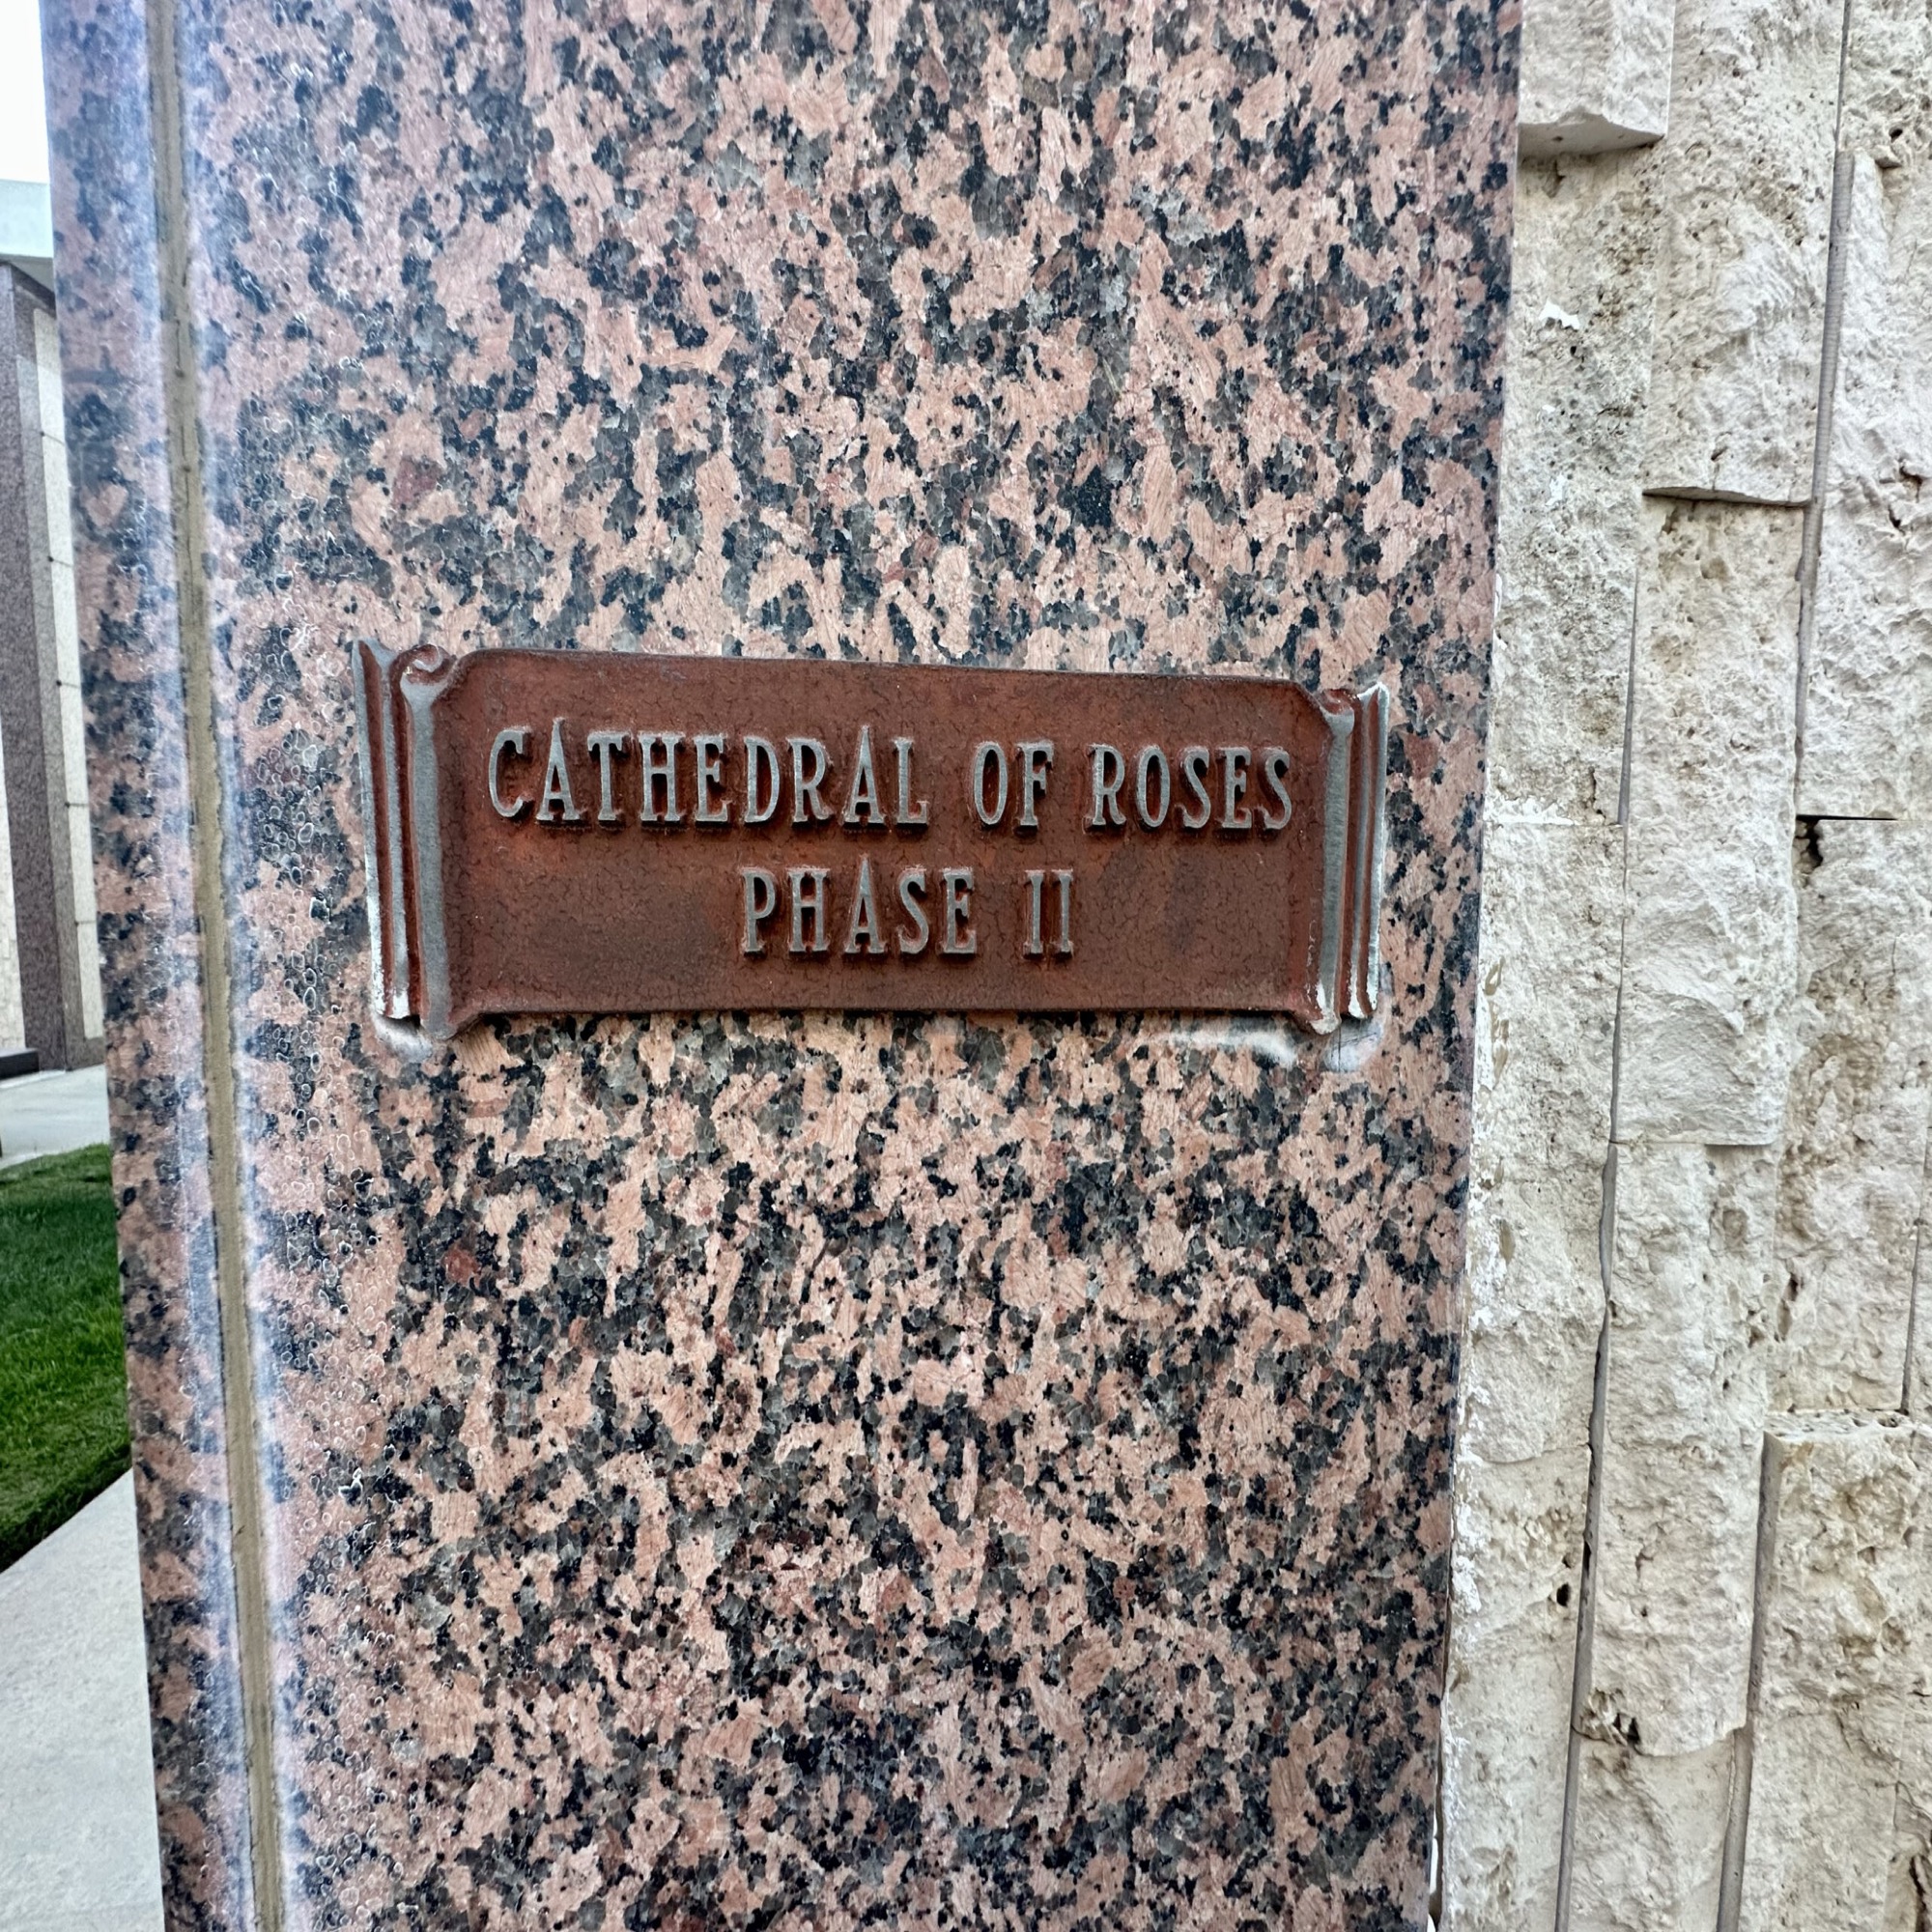 CATHEDRAL OF ROSES
PHASE II